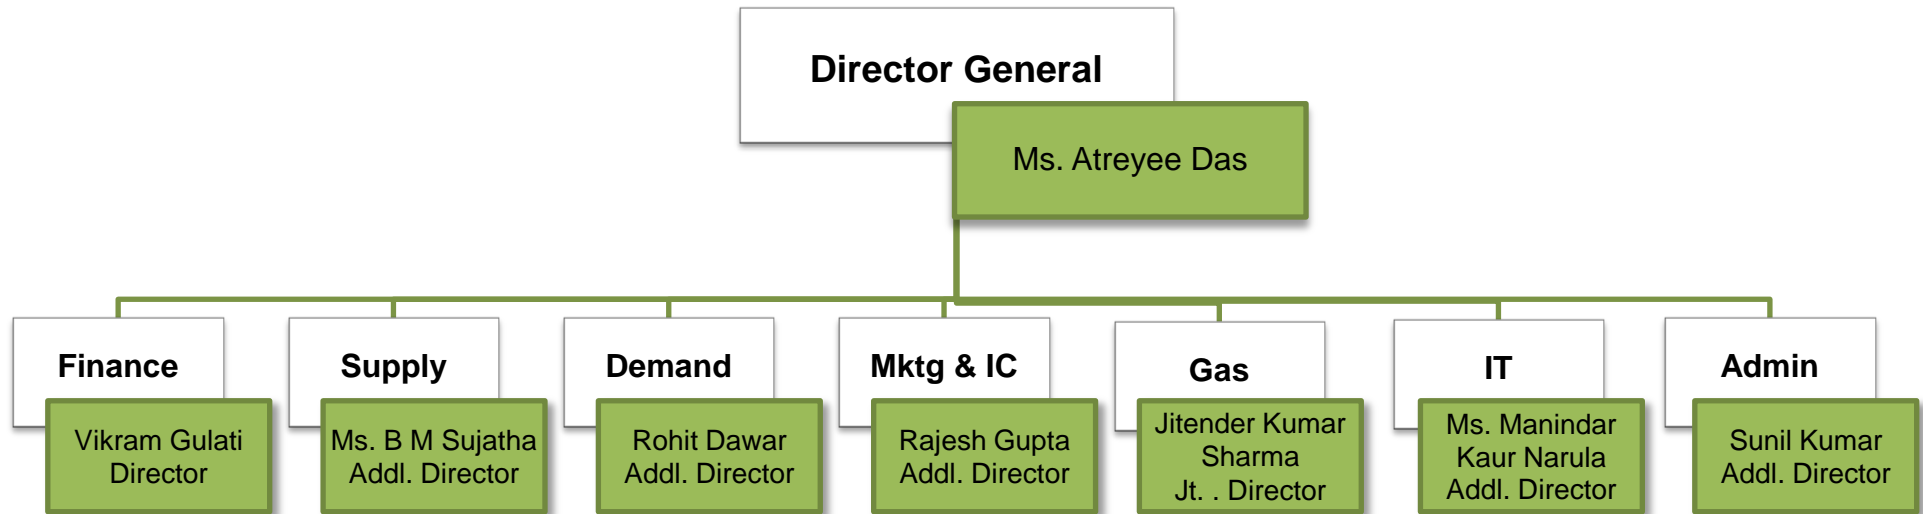 Director General
Ms. Atreyee Das
Finance
Vikram Gulati
Director
Supply
Ms. B M Sujatha
Addl. Director
Demand
Rohit Dawar
Addl. Director
Mktg & IC
Rajesh Gupta
Addl. Director
Gas
Jitender Kumar
Sharma
Jt. . Director
IT
Ms. Manindar
Kaur Narula
Addl. Director
Admin
Sunil Kumar
Addl. Director